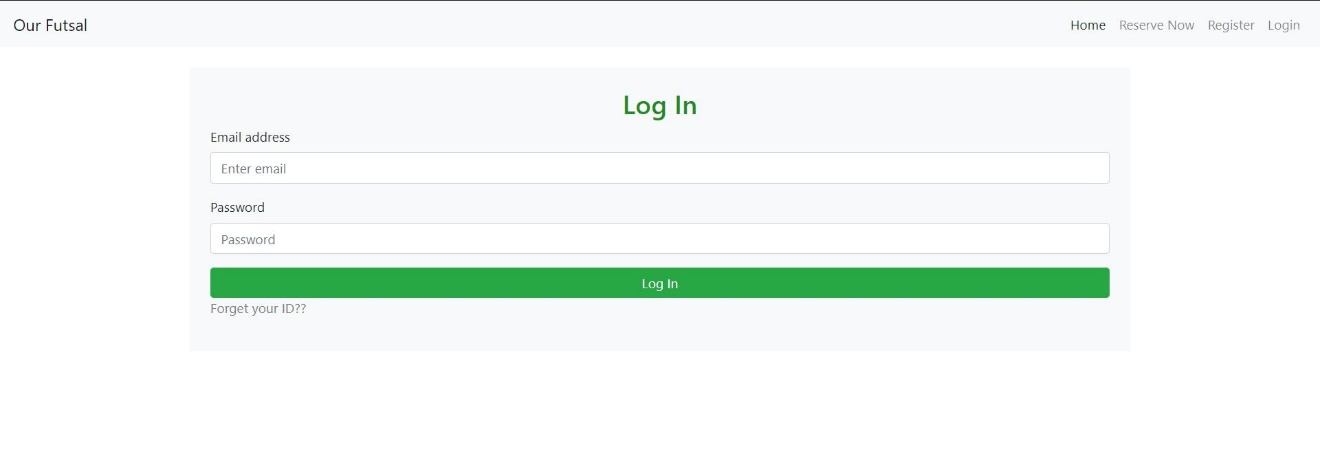 Our Futsal
Home Reserve Now Register Login
Log In
Email address
Enter email
Password
Password
Log In
Forget your ID??